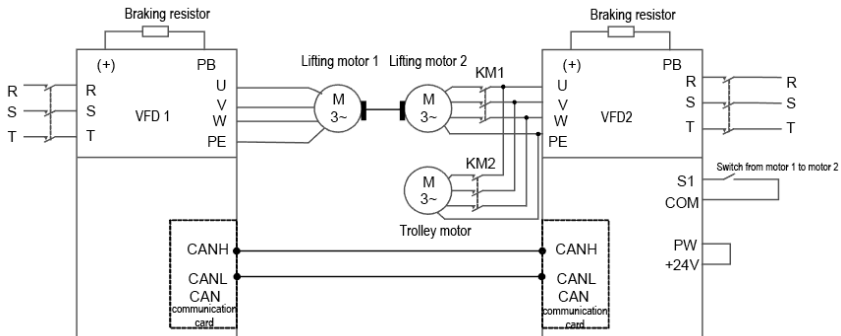 Braking resistor
Braking resistor
(+)
PB
Lifting motor 1
Lifting motor 2
KM1
(+)
PB
R
R
U
M
3~
M
3~
U
R
R
S
S
VFD 1
V
V
VFD2
S
S
T
T
W
W
T
T
PE
PE
KM2
M
3~
Trolley motor
S1
Switch from motor 1 to motor 2
COM
PW
+24V
CANH
CANL
CAN
communication
card
CANH
CANL
CAN
communication
card